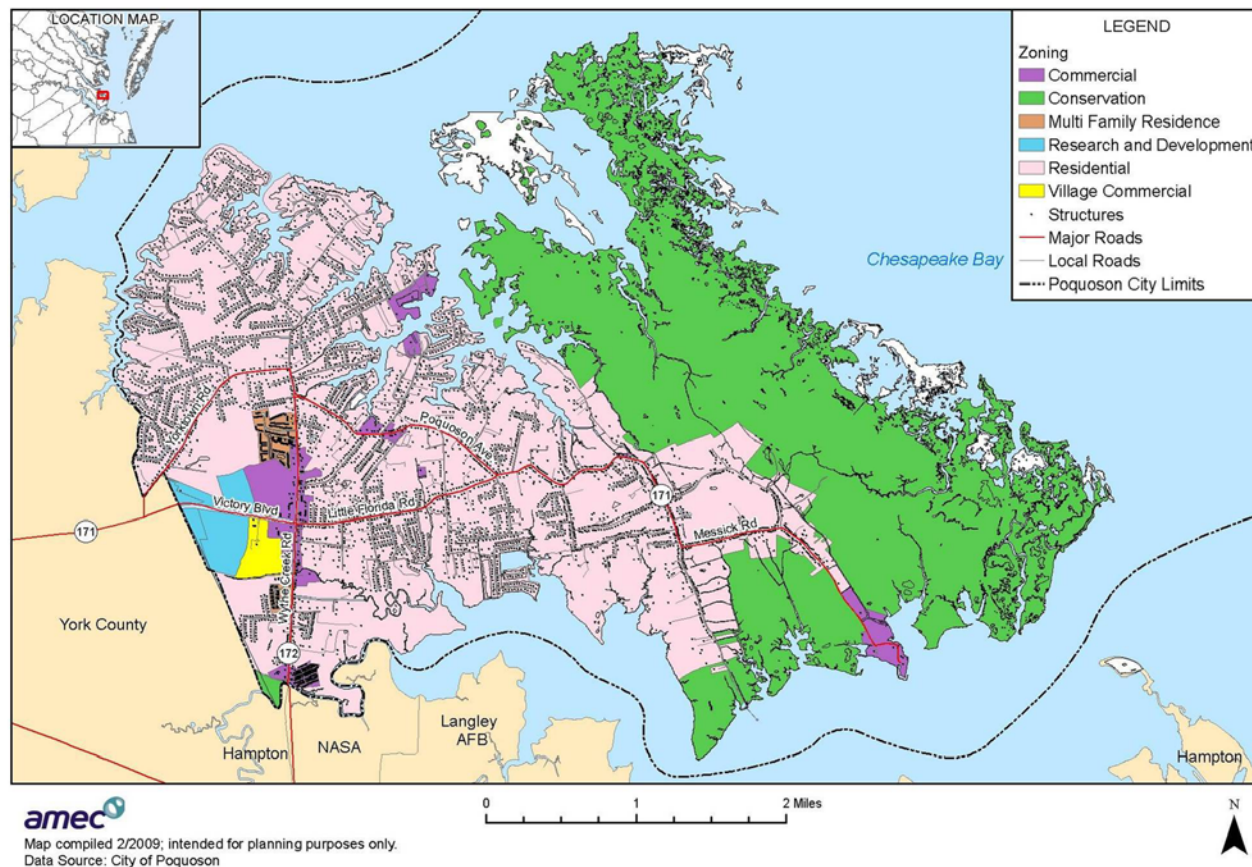 LOCATION MAP
LEGEND
Zoning
Commercial
Conservation
Multi Family Residence
Research and Development
Residential
Village Commercial
Structures
Major Roads
Local Roads
Poquoson City Limits
Chesapeake Bay
Yorktown Rd
Poquoson Ave
Victory Blvd
Little Florida Rd
171
Messick Rd
171
Wythe Creek Rd
York County
172
Langley
AFB
NASA
Hampton
Hampton
amec
0 1 2 Miles
N
Map compiled 2/2009; intended for planning purposes only.
Data Source: City of Poquoson